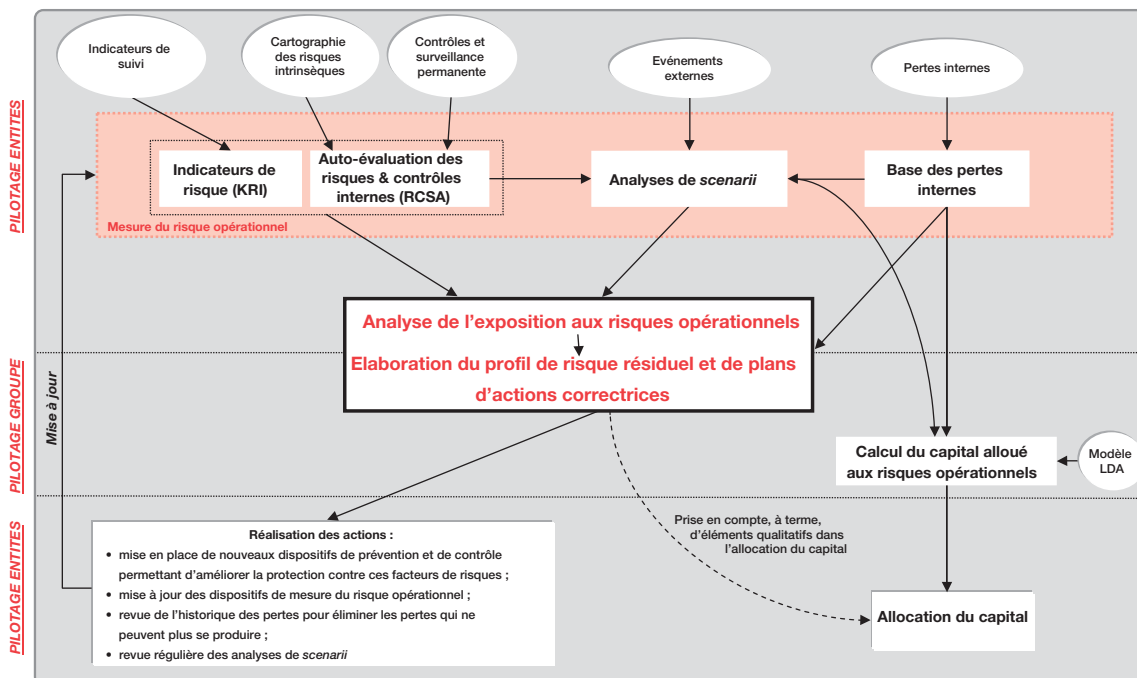 Indicateurs de
suivi
Cartographie
des risques
intrinsèques
Contrôles et
surveillance
permanente
Evénements
externes
Pertes internes
PILOTAGE ENTITES
Indicateurs de
risque (KRI)
Auto-évaluation des
risques & contrôles
internes (RCSA)
Analyses de scenarii
Base des pertes
internes
Mesure du risque opérationnel
Analyse de l'exposition aux risques opérationnels
Elaboration du profil de risque résiduel et de plans
d'actions correctrices
PILOTAGE GROUPE
Mise à jour
Calcul du capital alloué
aux risques opérationnels
Modèle
LDA
PILOTAGE ENTITES
Réalisation des actions :
• mise en place de nouveaux dispositifs de prévention et de contrôle
permettant d'améliorer la protection contre ces facteurs de risques ;
• mise à jour des dispositifs de mesure du risque opérationnel ;
• revue de l'historique des pertes pour éliminer les pertes qui ne
peuvent plus se produire ;
• revue régulière des analyses de scenarii
Prise en compte, à terme,
d'éléments qualitatifs dans
l'allocation du capital
Allocation du capital